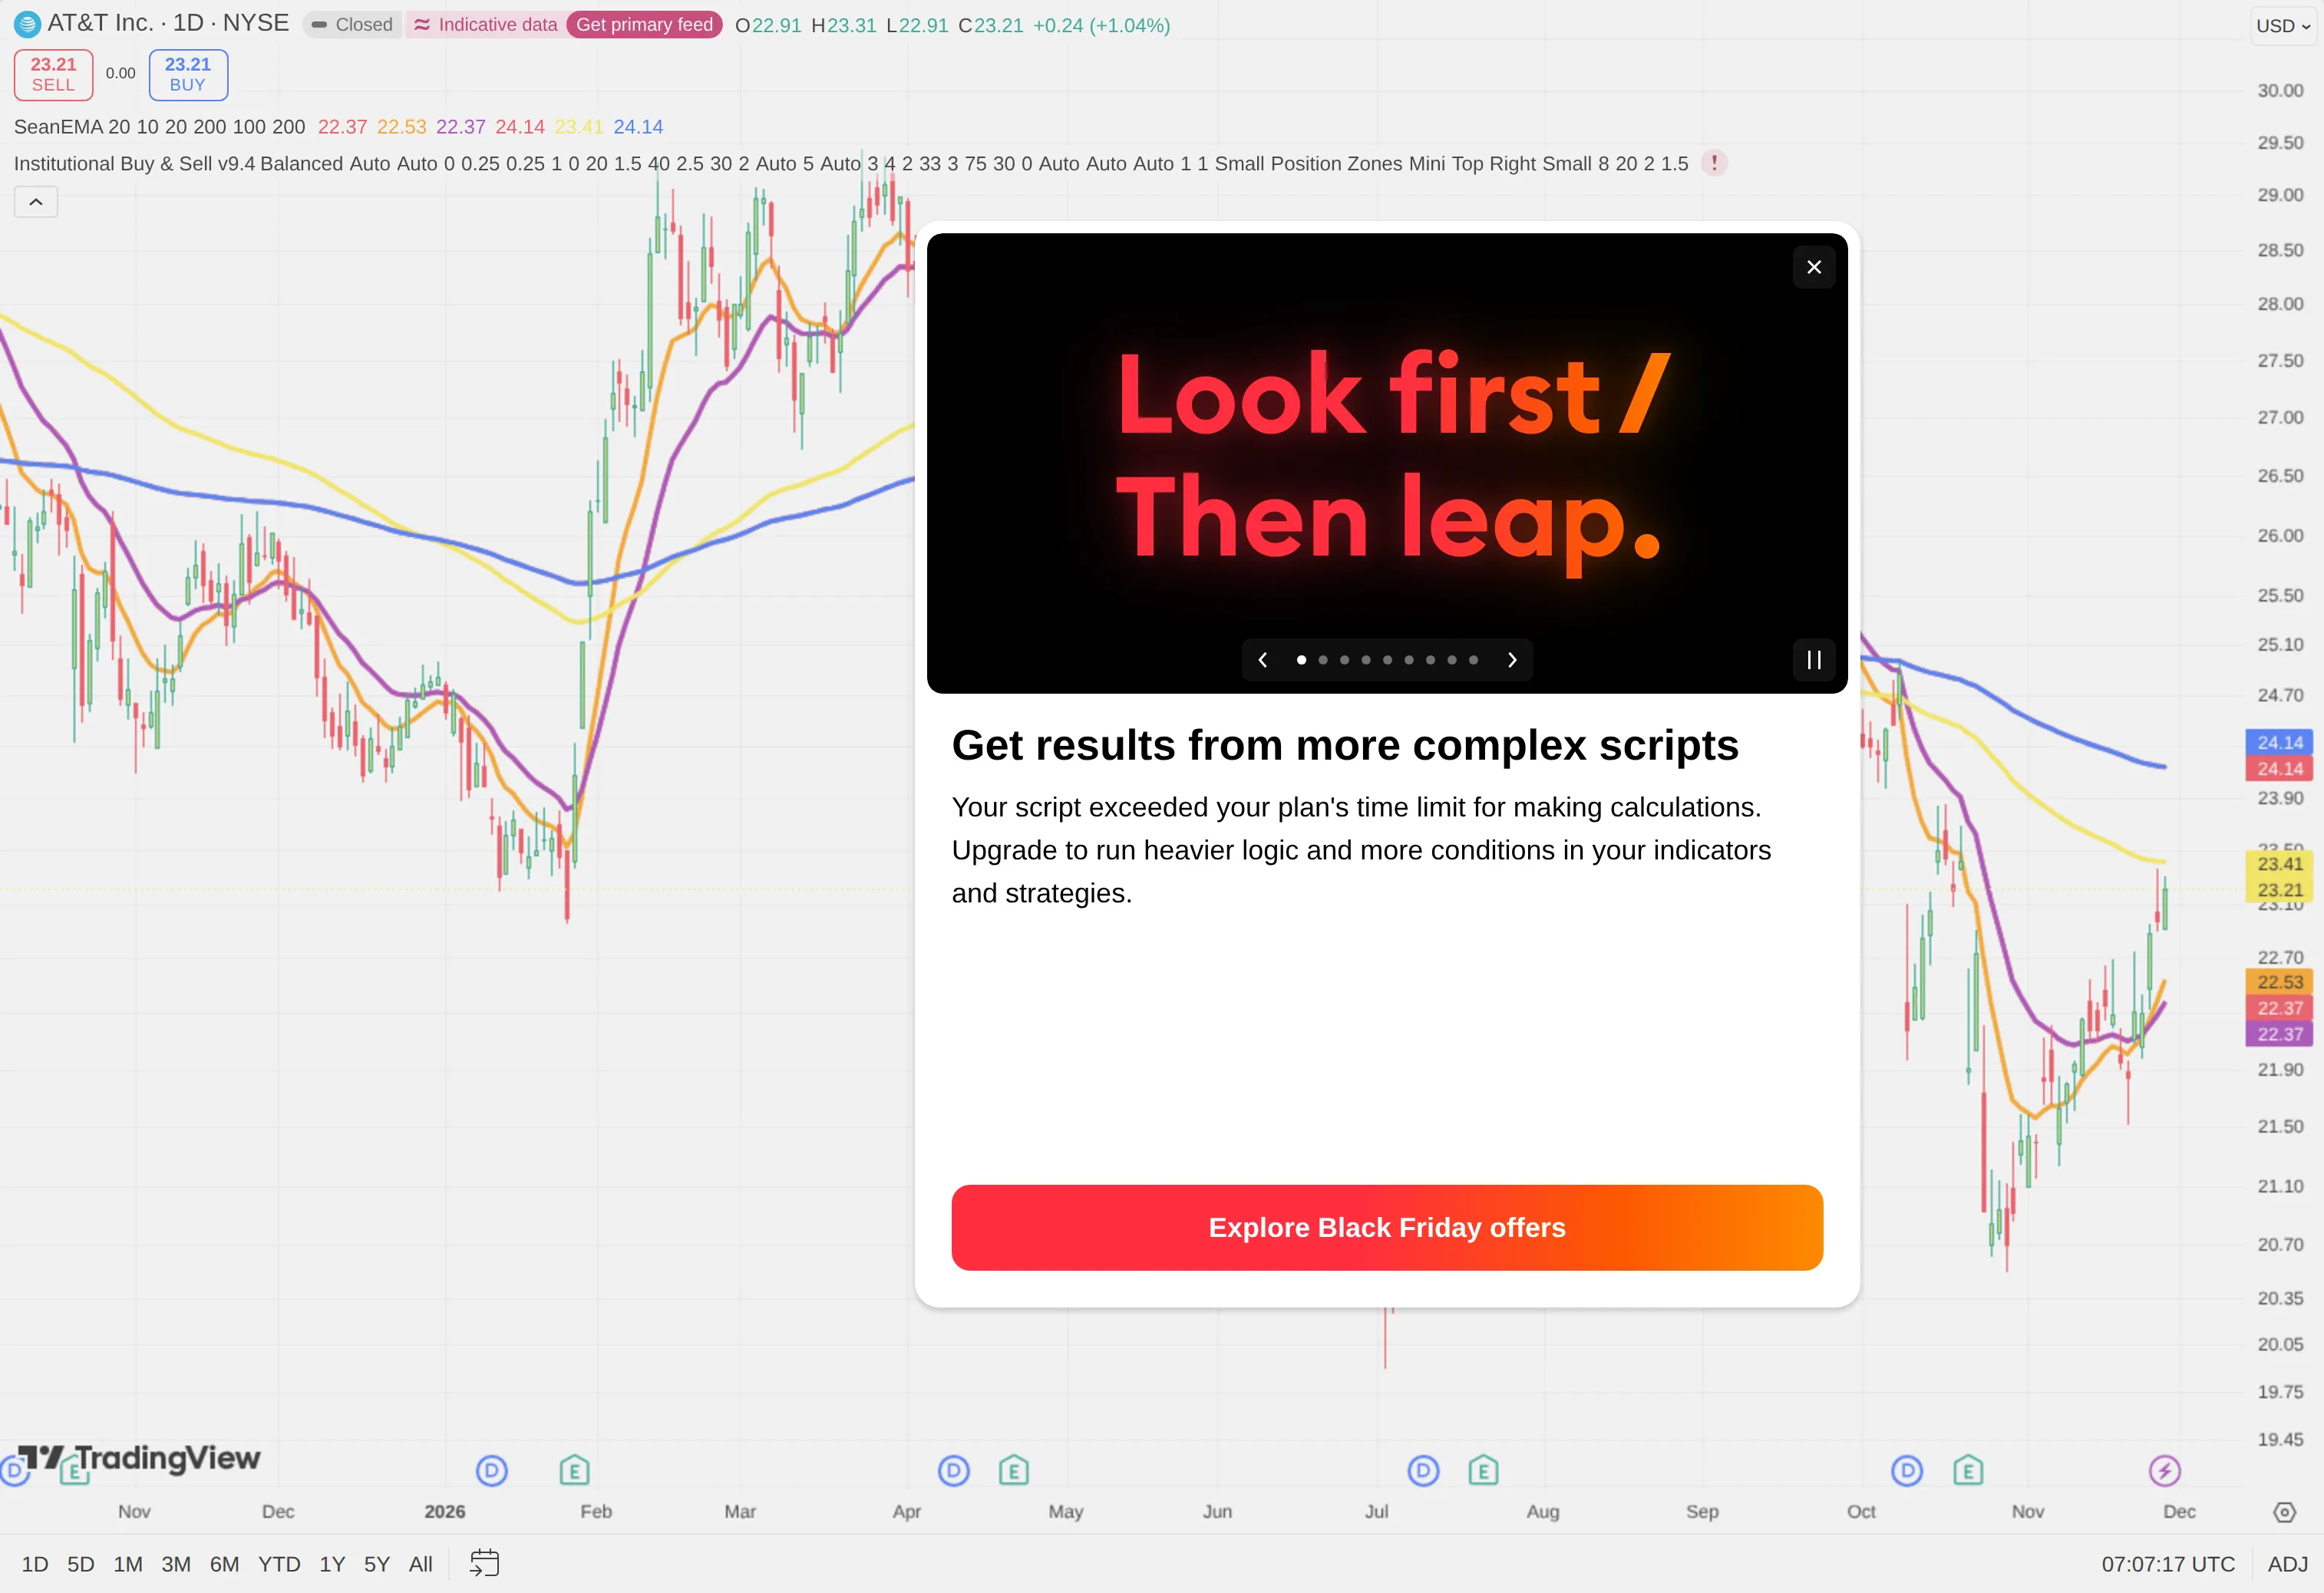 AT&T Inc. · 1D · NYSE Closed Indicative data Get primary feed O22.91 H23.31 L22.91 C23.21 +0.24 (+1.04%)
USD
23.21 SELL 0.00 23.21 BUY
SeanEMA 20 10 20 200 100 200 22.37 22.53 22.37 24.14 23.41 24.14
Institutional Buy & Sell v9.4 Balanced Auto Auto 0 0.25 0.25 1 0 20 1.5 40 2.5 30 2 Auto 5 Auto 3 4 2 33 3 75 30 0 Auto Auto Auto 1 1 Small Position Zones Mini Top Right Small 8 20 2 1.5
Look first /
Then leap.
Get results from more complex scripts
Your script exceeded your plan's time limit for making calculations.
Upgrade to run heavier logic and more conditions in your indicators
and strategies.
Explore Black Friday offers
30.00
29.50
29.00
28.50
28.00
27.50
27.00
26.50
26.00
25.50
25.10
24.70
24.14
24.14
23.90
23.50
23.41
23.21
23.10
22.70
22.53
22.37
22.37
21.90
21.50
21.10
20.70
20.35
20.05
19.75
19.45
TradingView
D E D E D E D E D E
Nov Dec 2026 Feb Mar Apr May Jun Jul Aug Sep Oct Nov Dec
1D 5D 1M 3M 6M YTD 1Y 5Y All 07:07:17 UTC ADJ